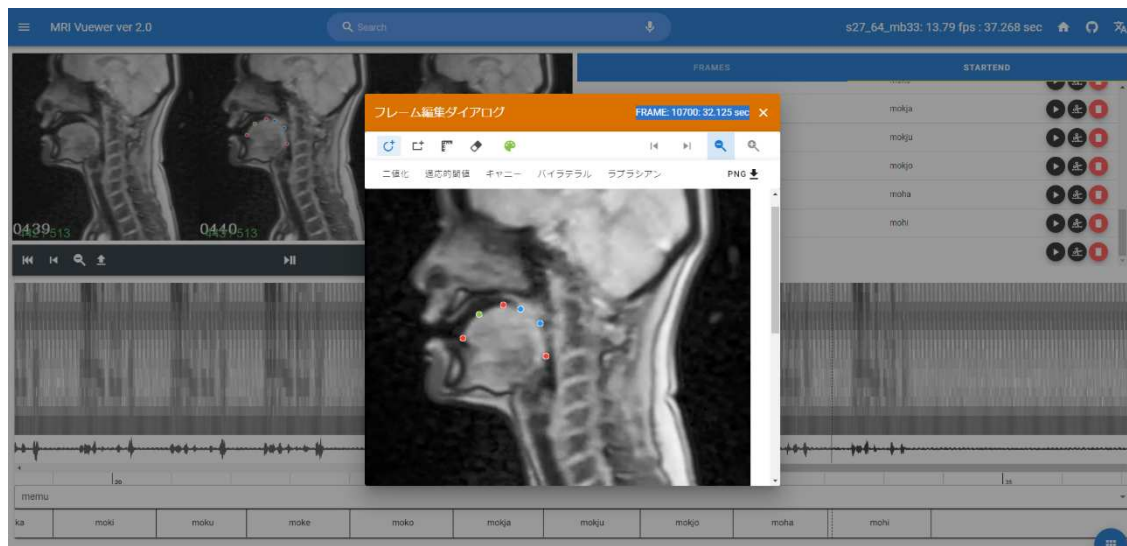 MRI Vuewer ver 2.0
Search
s27_64_mb33: 13.79 fps : 37.268 sec
FRAMES
STARTEND
フレーム編集ダイアログ
FRAME: 10700: 32.125 sec
mokja
mokju
mokjo
moha
mohi
二値化 適応的閾値 キャニー バイラテラル ラプラシアン
PNG
0439
0440
memu
ka moki moku moke moko mokja mokju mokjo moha mohi